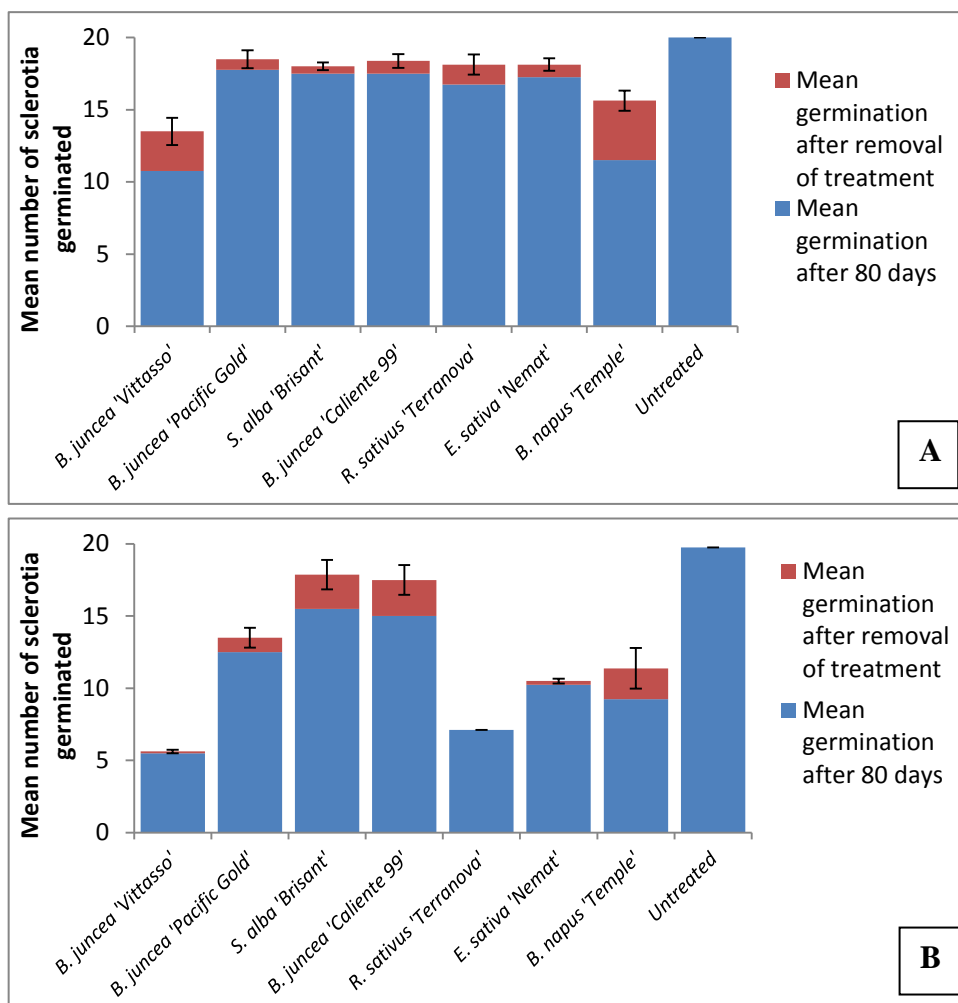 Mean number of sclerotia
germinated
20
15
10
5
0
B. juncea 'Vittasso'
B. juncea 'Pacific Gold'
S. alba 'Brisant'
B. juncea 'Caliente 99'
R. sativus 'Terranova'
E. sativa 'Nemat'
B. napus 'Temple'
Untreated
Mean
germination
after removal
of treatment
Mean
germination
after 80 days
A
Mean number of sclerotia
germinated
20
15
10
5
0
B. juncea 'Vittasso'
B. juncea 'Pacific Gold'
S. alba 'Brisant'
B. juncea 'Caliente 99'
R. sativus 'Terranova'
E. sativa 'Nemat'
B. napus 'Temple'
Untreated
Mean
germination
after removal
of treatment
Mean
germination
after 80 days
B